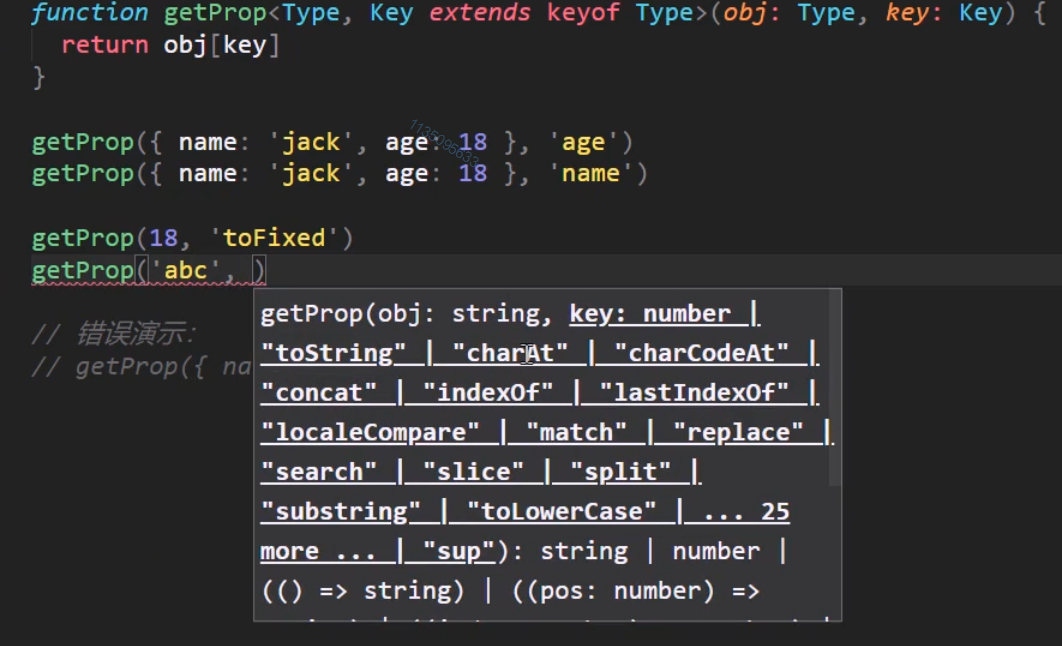 function getProp<Type, Key extends keyof Type>(obj: Type, key: Key) {
return obj[key]
}
getProp({ name: 'jack', age: 18 }, 'age')
getProp({ name: 'jack', age: 18 }, 'name')
getProp(18, 'toFixed')
getProp('abc', )
getProp(obj: string, key: number |
"toString" | "charAt" | "charCodeAt" |
"concat" | "indexOf" | "lastIndexOf" |
"localeCompare" | "match" | "replace" |
"search" | "slice" | "split" |
"substring" | "toLowerCase" | ... 25
more ... | "sup"): string | number |
(() => string) | ((pos: number) =>
// 错误演示:
// getProp({ na